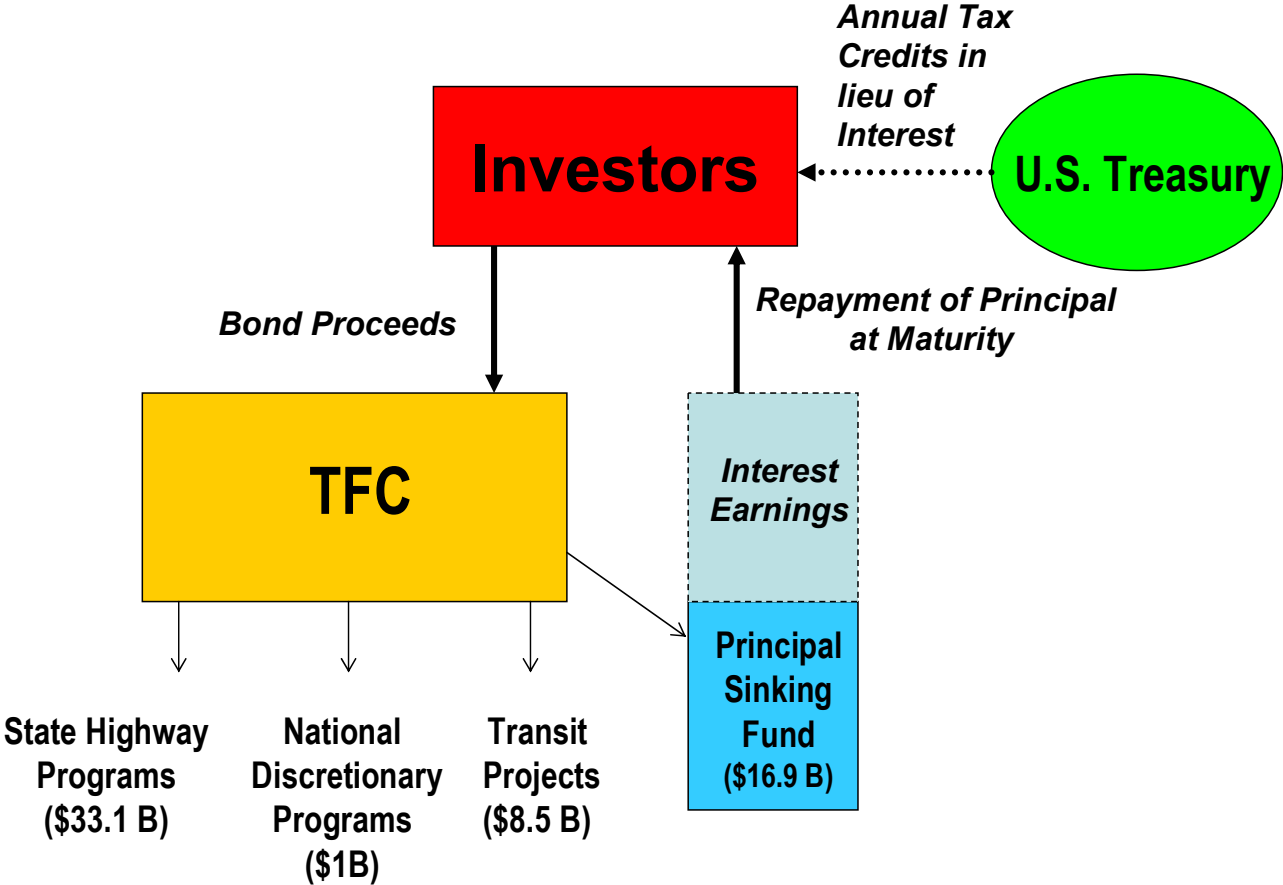 Annual Tax
Credits in
lieu of
Interest
Investors
U.S. Treasury
Bond Proceeds
Repayment of Principal
at Maturity
TFC
Interest
Earnings
Principal
Sinking
Fund
($16.9 B)
State Highway
Programs
($33.1 B)
National
Discretionary
Programs
($1B)
Transit
Projects
($8.5 B)